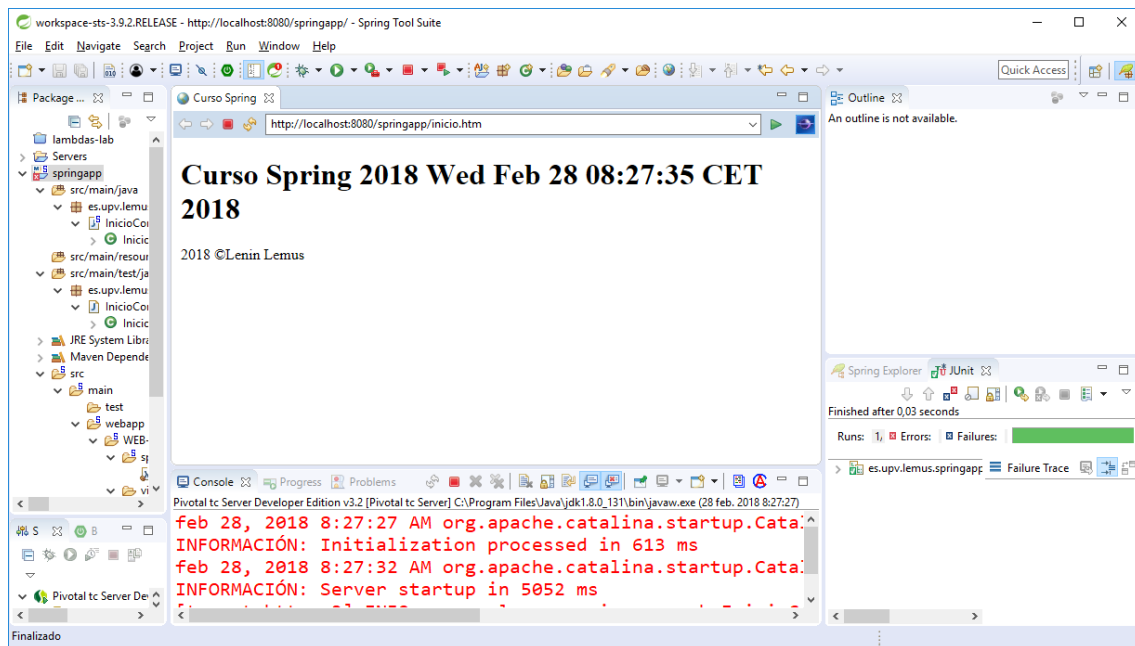 workspace-sts-3.9.2.RELEASE - http://localhost:8080/springapp/ - Spring Tool Suite
File Edit Navigate Search Project Run Window Help
Quick Access
Package ...
lambdas-lab
Servers
springapp
src/main/java
es.upv.lemu
InicioCon
Inicic
src/main/resour
src/main/test/ja
es.upv.lemu
InicioCon
Inicic
JRE System Libra
Maven Depende
src
main
test
webapp
WEB-
sp
vi
S B
Pivotal tc Server Dev
Curso Spring
http://localhost:8080/springapp/inicio.htm
Curso Spring 2018 Wed Feb 28 08:27:35 CET
2018
2018 ©Lenin Lemus
Console Progress Problems
Pivotal tc Server Developer Edition v3.2 [Pivotal tc Server] C:\Program Files\Java\jdk1.8.0_131\bin\javaw.exe (28 feb. 2018 8:27:27)
feb 28, 2018 8:27:27 AM org.apache.catalina.startup.Catal
INFORMACIÓN: Initialization processed in 613 ms
feb 28, 2018 8:27:32 AM org.apache.catalina.startup.Catal
INFORMACIÓN: Server startup in 5052 ms
Outline
An outline is not available.
Spring Explorer JUnit
Finished after 0,03 seconds
Runs: 1, Errors: Failures:
es.upv.lemus.springapp Failure Trace
Finalizado